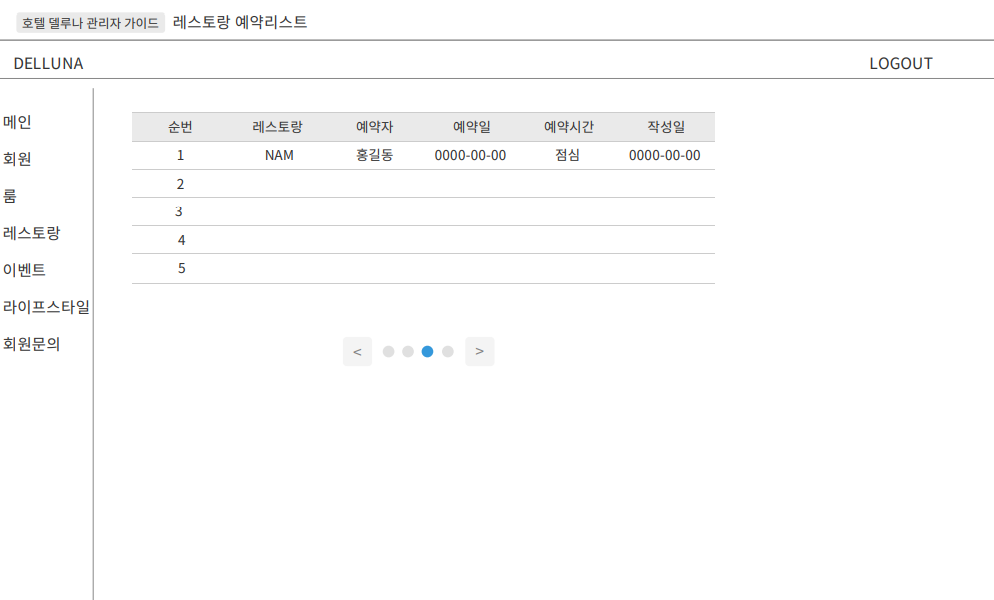 호텔 델루나 관리자 가이드 레스토랑 예약리스트
DELLUNA LOGOUT
메인
회원
룸
레스토랑
이벤트
라이프스타일
회원문의
순번 레스토랑 예약자 예약일 예약시간 작성일
1 NAM 홍길동 0000-00-00 점심 0000-00-00
2
3
4
5
< >